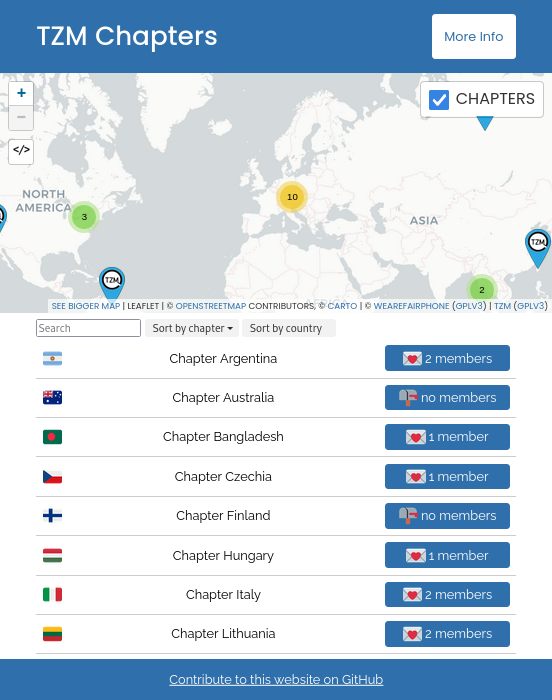 TZM Chapters
More Info
+
−
</>
CHAPTERS
NORTH
AMERICA
3
10
ASIA
TZM
TZM
2
SEE BIGGER MAP | LEAFLET | © OPENSTREETMAP CONTRIBUTORS, © CARTO | © WEAREFAIRPHONE (GPLV3) | TZM (GPLV3)
Search
Sort by chapter
Sort by country
Chapter Argentina
2 members
Chapter Australia
no members
Chapter Bangladesh
1 member
Chapter Czechia
1 member
Chapter Finland
no members
Chapter Hungary
1 member
Chapter Italy
2 members
Chapter Lithuania
2 members
Contribute to this website on GitHub